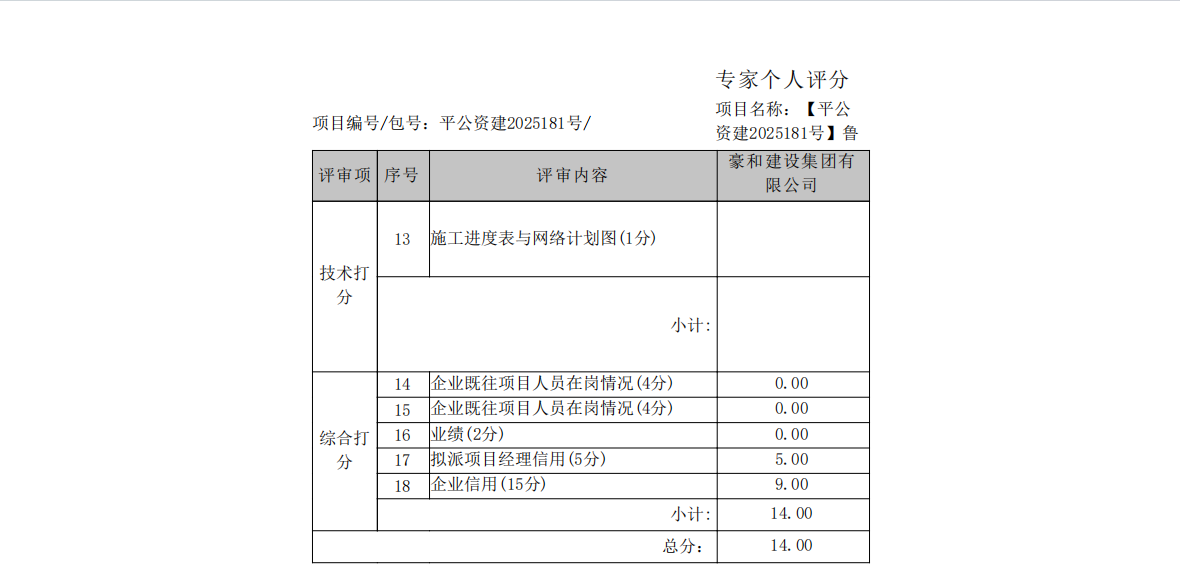 专家个人评分
项目编号/包号：平公资建2025181号/
项目名称：【平公
资建2025181号】鲁
评审项 序号 评审内容 豪和建设集团有
限公司
技术打
分
13 施工进度表与网络计划图(1分)
小计:
综合打
分
14 企业既往项目人员在岗情况(4分) 0.00
15 企业既往项目人员在岗情况(4分) 0.00
16 业绩(2分) 0.00
17 拟派项目经理信用(5分) 5.00
18 企业信用(15分) 9.00
小计: 14.00
总分： 14.00